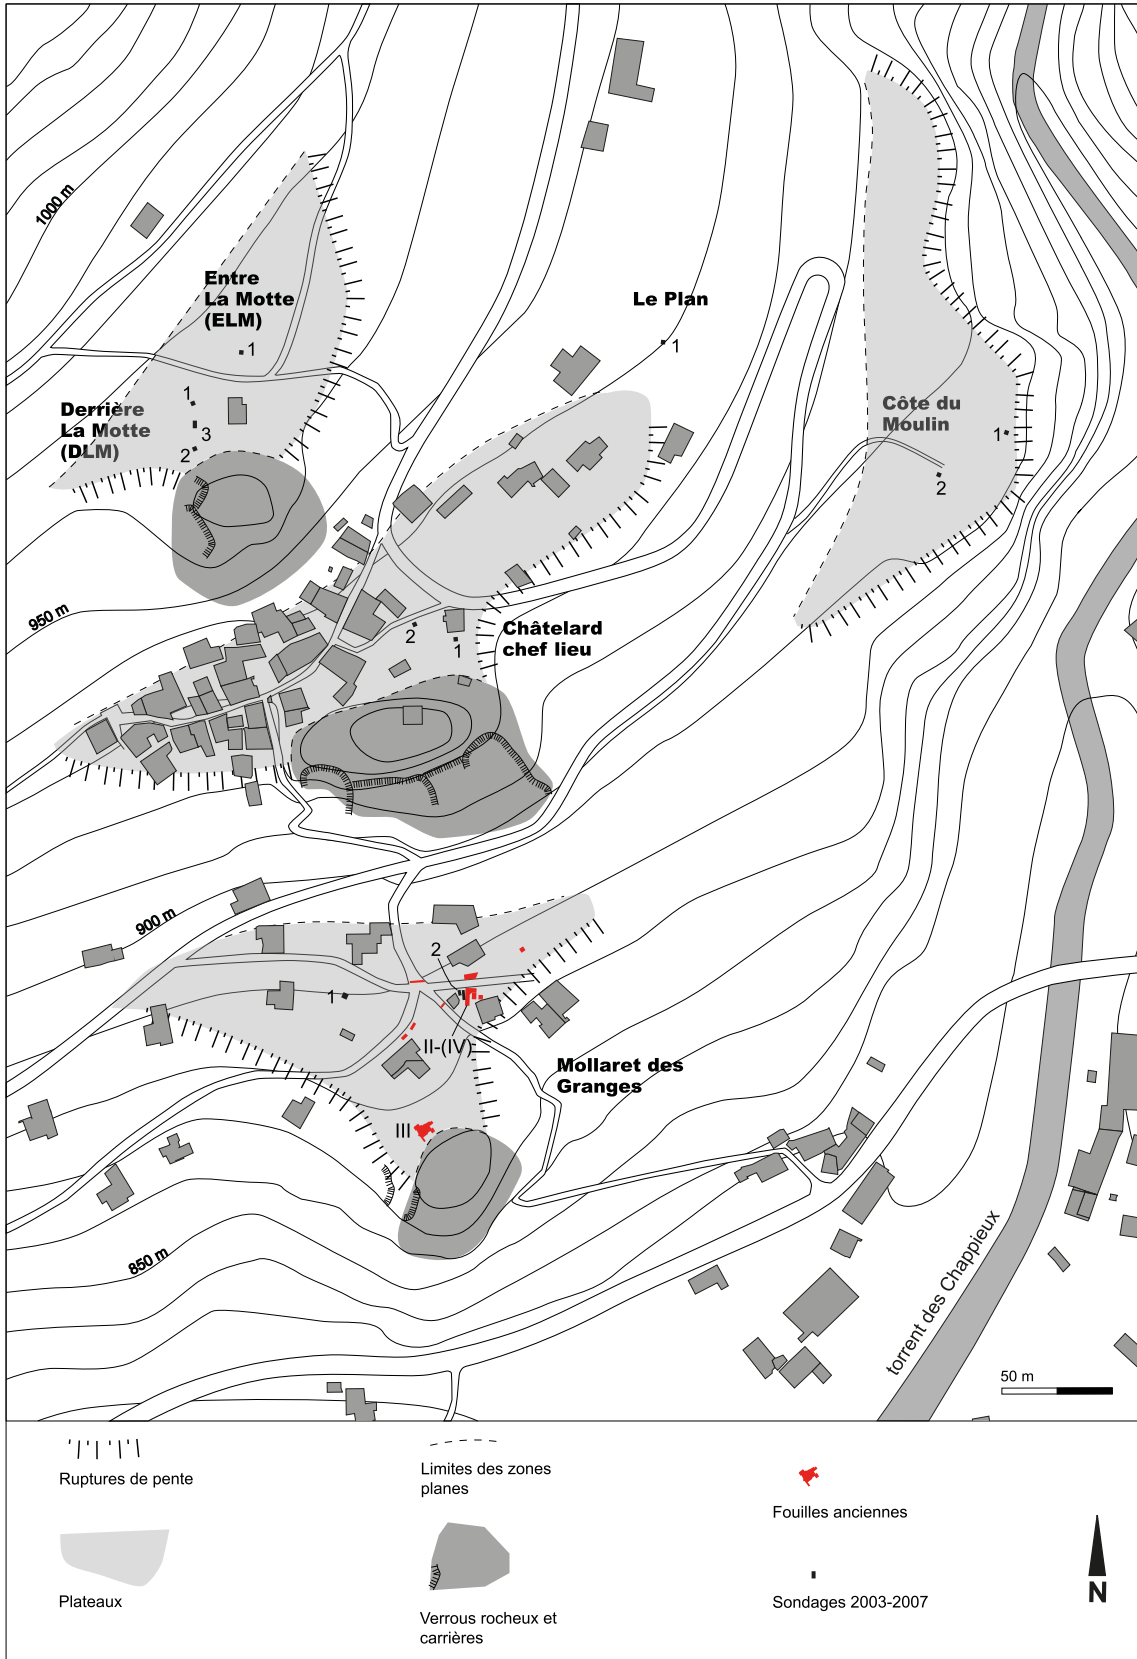 1000 m
Entre
La Motte
(ELM)
1
Le Plan
1
Derrière
La Motte
(DLM)
1
3
2
Côte du
Moulin
1
2
950 m
2
1
Châtelard
chef lieu
900 m
2
1
II-(IV)
Mollaret des
Granges
III
850 m
torrent des Chappieux
50 m
Ruptures de pente
Limites des zones
planes
Fouilles anciennes
Plateaux
Verrous rocheux et
carrières
Sondages 2003-2007
N